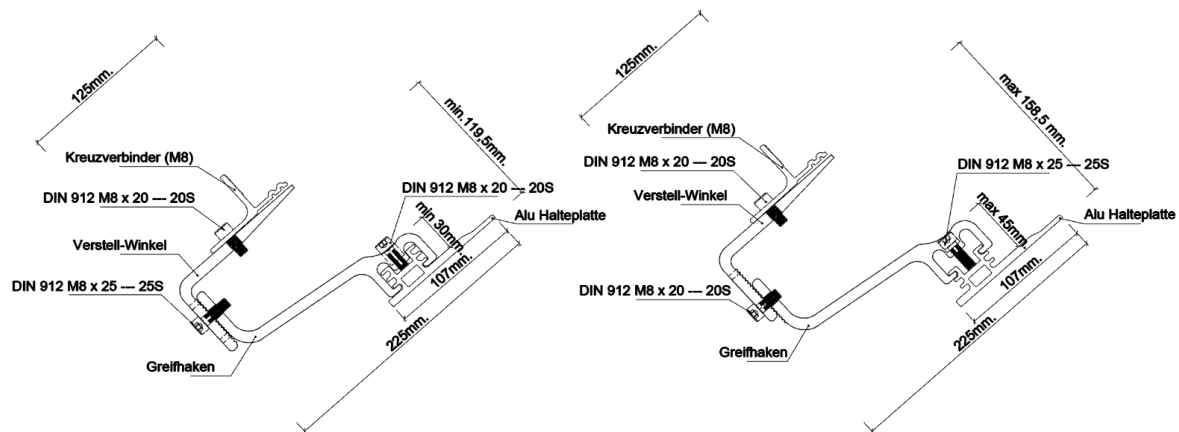 125mm.
min.119,5mm.
Kreuzverbinder (M8)
DIN 912 M8 x 20 --- 20S
DIN 912 M8 x 20 --- 20S
min 30mm.
Alu Halteplatte
Verstell-Winkel
107mm.
DIN 912 M8 x 25 --- 25S
225mm.
Greifhaken
125mm.
max 158,5 mm.
Kreuzverbinder (M8)
DIN 912 M8 x 20 --- 20S
DIN 912 M8 x 25 --- 25S
Verstell-Winkel
max 45mm.
Alu Halteplatte
107mm.
DIN 912 M8 x 20 --- 20S
225mm.
Greifhaken